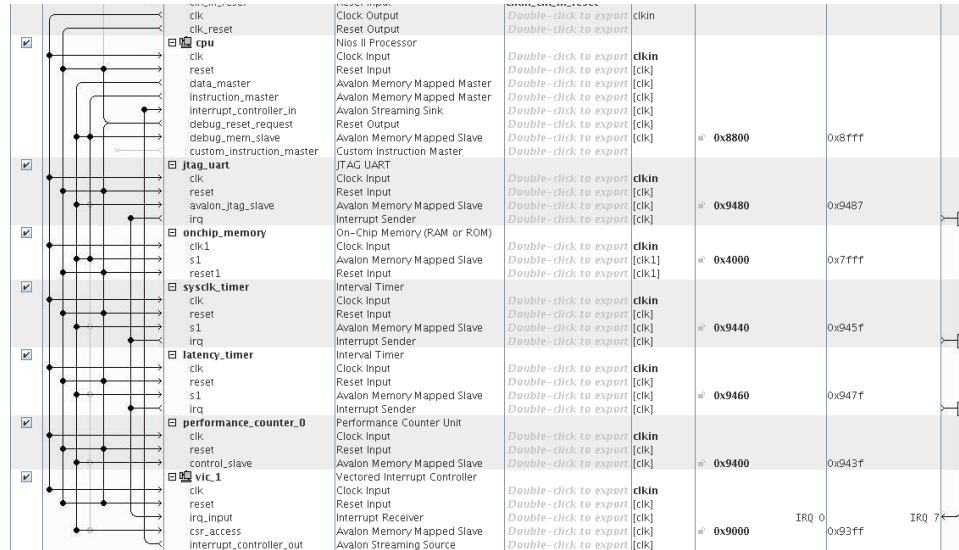 clk_in_reset Reset Input clkin_clk_in_reset
clk Clock Output Double-click to export clkin
clk_reset Reset Output Double-click to export
cpu Nios II Processor
clk Clock Input Double-click to export clkin
reset Reset Input Double-click to export [clk]
data_master Avalon Memory Mapped Master Double-click to export [clk]
instruction_master Avalon Memory Mapped Master Double-click to export [clk]
interrupt_controller_in Avalon Streaming Sink Double-click to export [clk]
debug_reset_request Reset Output Double-click to export [clk]
debug_mem_slave Avalon Memory Mapped Slave Double-click to export [clk] 0x8800 0x8fff
custom_instruction_master Custom Instruction Master Double-click to export
jtag_uart JTAG UART
clk Clock Input Double-click to export clkin
reset Reset Input Double-click to export [clk]
avalon_jtag_slave Avalon Memory Mapped Slave Double-click to export [clk] 0x9480 0x9487
irq Interrupt Sender Double-click to export [clk]
onchip_memory On-Chip Memory (RAM or ROM)
clk1 Clock Input Double-click to export clkin
s1 Avalon Memory Mapped Slave Double-click to export [clk1] 0x4000 0x7fff
reset1 Reset Input Double-click to export [clk1]
sysclk_timer Interval Timer
clk Clock Input Double-click to export clkin
reset Reset Input Double-click to export [clk]
s1 Avalon Memory Mapped Slave Double-click to export [clk] 0x9440 0x945f
irq Interrupt Sender Double-click to export [clk]
latency_timer Interval Timer
clk Clock Input Double-click to export clkin
reset Reset Input Double-click to export [clk]
s1 Avalon Memory Mapped Slave Double-click to export [clk] 0x9460 0x947f
irq Interrupt Sender Double-click to export [clk]
performance_counter_0 Performance Counter Unit
clk Clock Input Double-click to export clkin
reset Reset Input Double-click to export [clk]
control_slave Avalon Memory Mapped Slave Double-click to export [clk] 0x9400 0x943f
vic_1 Vectored Interrupt Controller
clk Clock Input Double-click to export clkin
reset Reset Input Double-click to export [clk]
irq_input Interrupt Receiver Double-click to export [clk] IRQ 0 IRQ 7
csr_access Avalon Memory Mapped Slave Double-click to export [clk] 0x9000 0x93ff
interrupt_controller_out Avalon Streaming Source Double-click to export [clk]